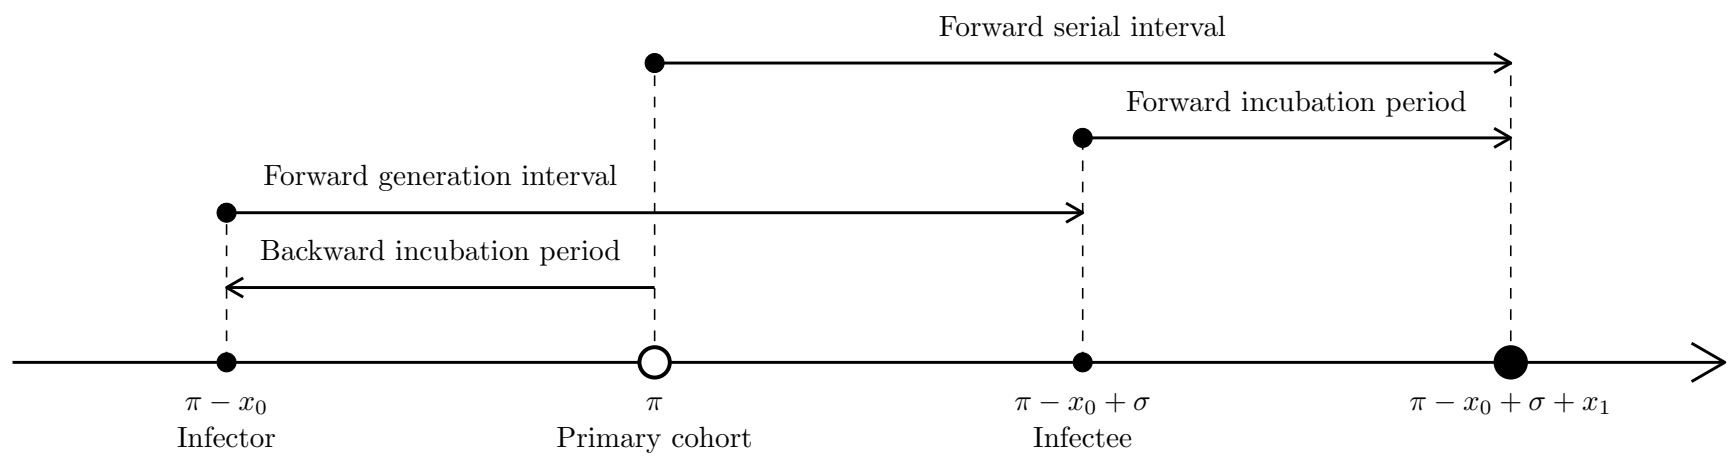 Forward serial interval
Forward incubation period
Forward generation interval
Backward incubation period
π − x₀
π
π − x₀ + σ
π − x₀ + σ + x₁
Infector
Primary cohort
Infectee